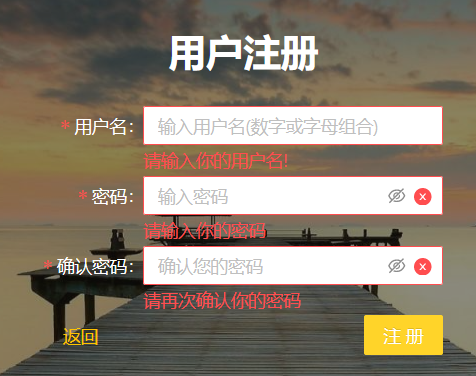 用户注册
* 用户名： 输入用户名(数字或字母组合)
请输入你的用户名!
* 密码： 输入密码
请输入你的密码
* 确认密码： 确认您的密码
请再次确认你的密码
返回 注 册